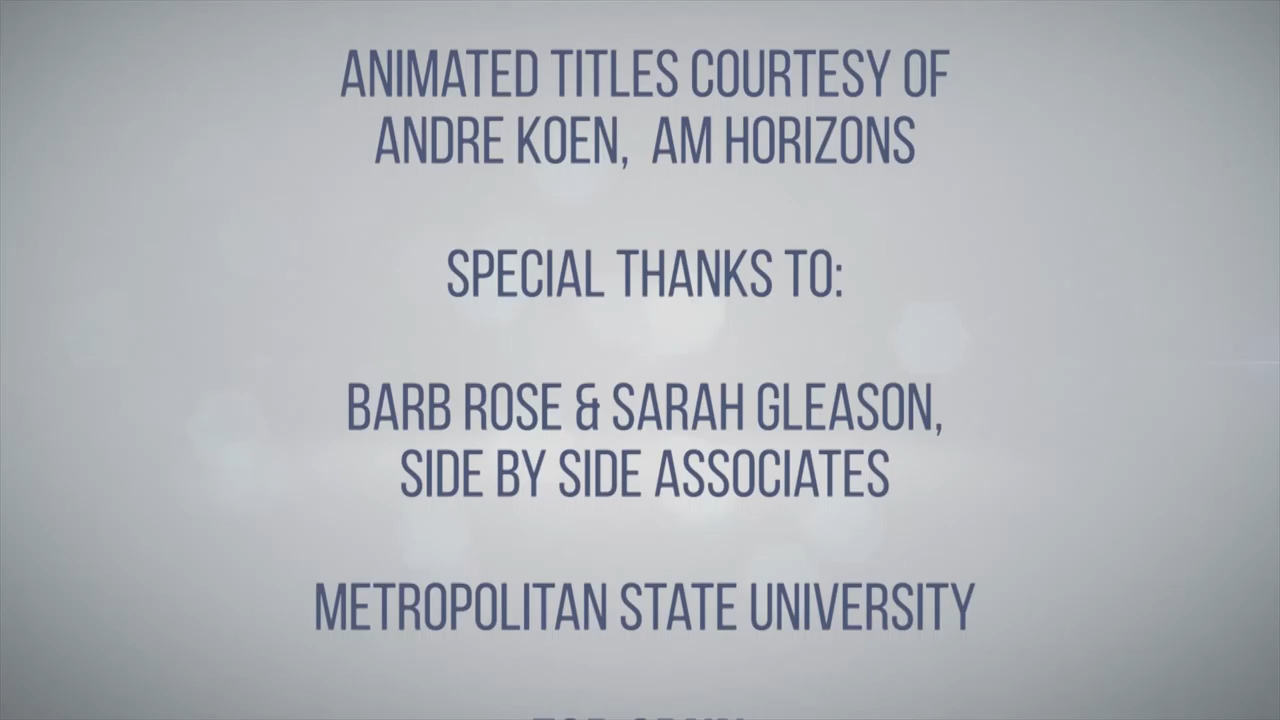 ANIMATED TITLES COURTESY OF
ANDRE KOEN, AM HORIZONS
SPECIAL THANKS TO:
BARB ROSE & SARAH GLEASON,
SIDE BY SIDE ASSOCIATES
METROPOLITAN STATE UNIVERSITY